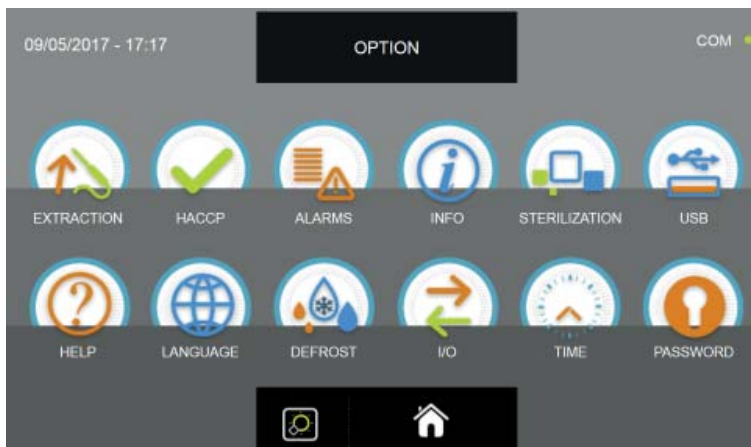 09/05/2017 - 17:17
OPTION
COM
EXTRACTION
HACCP
ALARMS
INFO
STERILIZATION
USB
HELP
LANGUAGE
DEFROST
I/O
TIME
PASSWORD